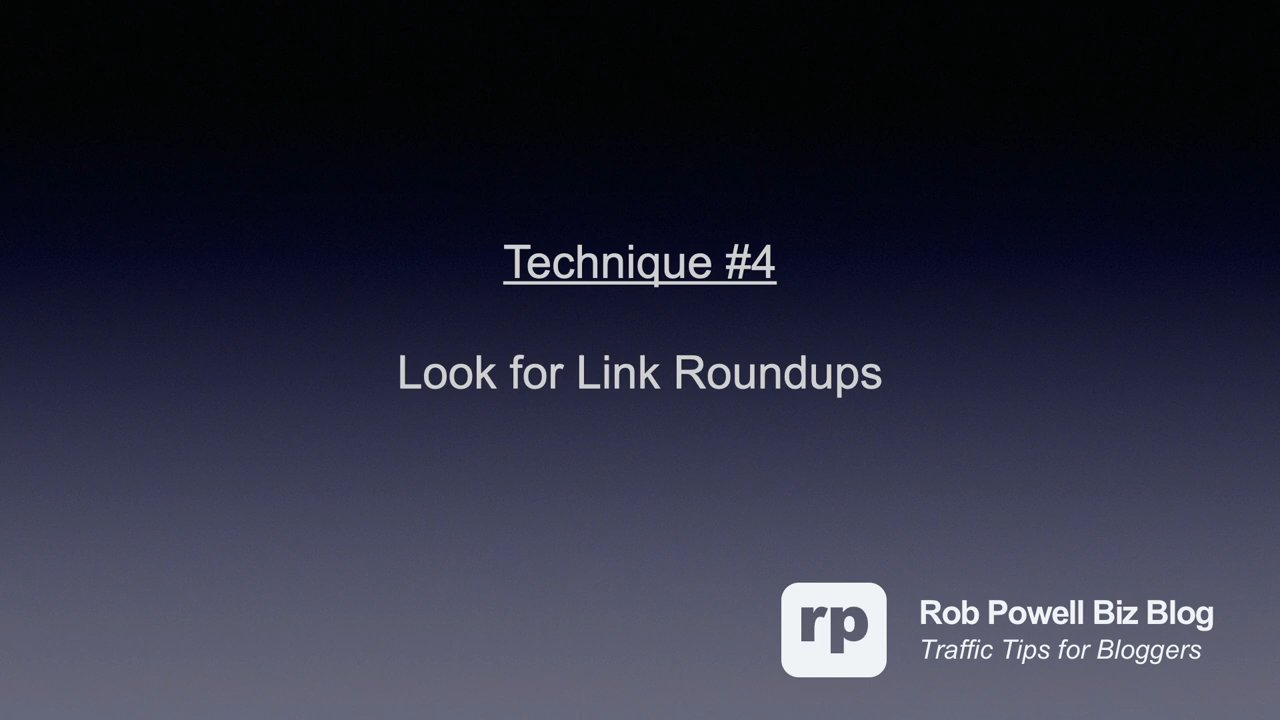 Technique #4
Look for Link Roundups
rp
Rob Powell Biz Blog
Traffic Tips for Bloggers